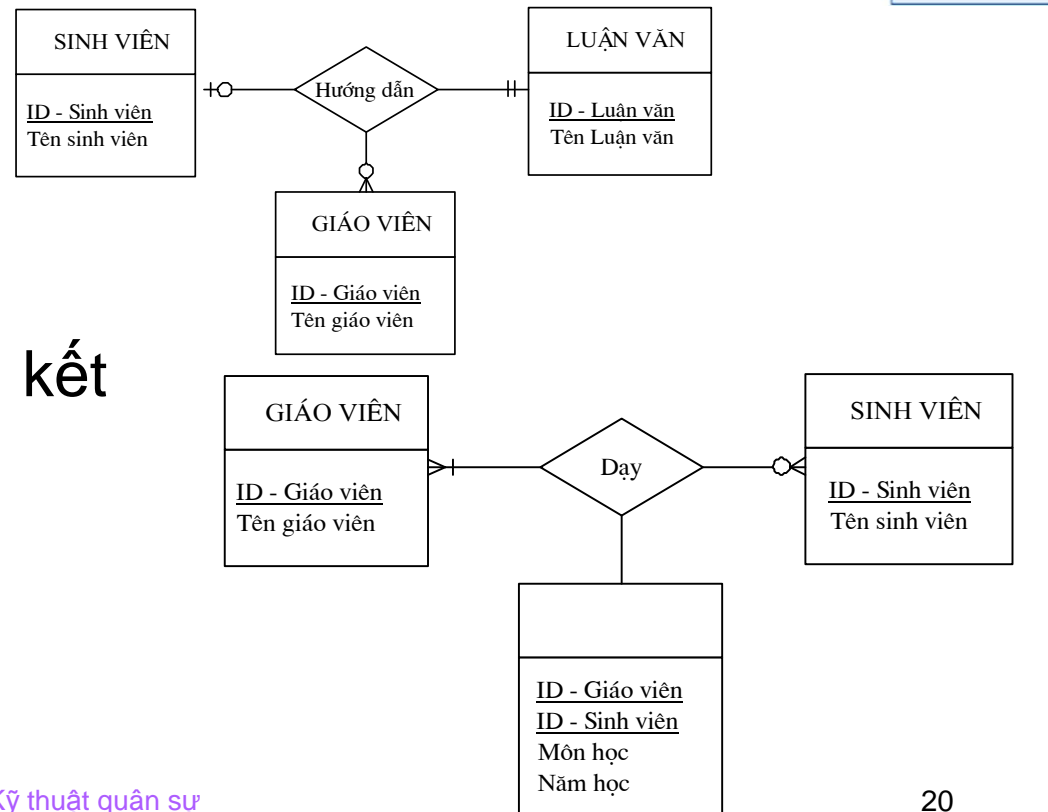 SINH VIÊN
ID - Sinh viên
Tên sinh viên
Hướng dẫn
LUẬN VĂN
ID - Luận văn
Tên Luận văn
GIÁO VIÊN
ID - Giáo viên
Tên giáo viên
kết
GIÁO VIÊN
ID - Giáo viên
Tên giáo viên
Dạy
SINH VIÊN
ID - Sinh viên
Tên sinh viên
ID - Giáo viên
ID - Sinh viên
Môn học
Năm học
Kỹ thuật quân sự
20